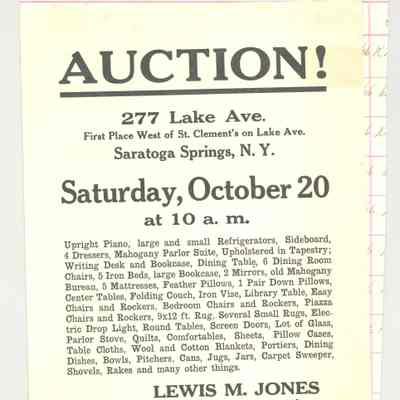 AUCTION!
277 Lake Ave.
First Place West of St. Clement's on Lake Ave.
Saratoga Springs, N. Y.
Saturday, October 20
at 10 a. m.
Upright Piano, large and small Refrigerators, Sideboard,
4 Dressers, Mahogany Parlor Suite, Upholstered in Tapestry;
Writing Desk and Bookcase, Dining Table, 6 Dining Room
Chairs, 5 Iron Beds, large Bookcase, 2 Mirrors, old Mahogany
Bureau, 5 Mattresses, Feather Pillows, 1 Pair Down Pillows,
Center Tables, Folding Couch, Iron Vise, Library Table, Easy
Chairs and Rockers, Bedroom Chairs and Rockers, Piazza
Chairs and Rockers, 9x12 ft. Rug, Several Small Rugs, Elec-
tric Drop Light, Round Tables, Screen Doors, Lot of Glass,
Parlor Stove, Quilts, Comfortables, Sheets, Pillow Cases,
Table Cloths, Wool and Cotton Blankets, Portiers, Dining
Dishes, Bowls, Pitchers, Cans, Jugs, Jars, Carpet Sweeper,
Shovels, Rakes and many other things.
LEWIS M. JONES